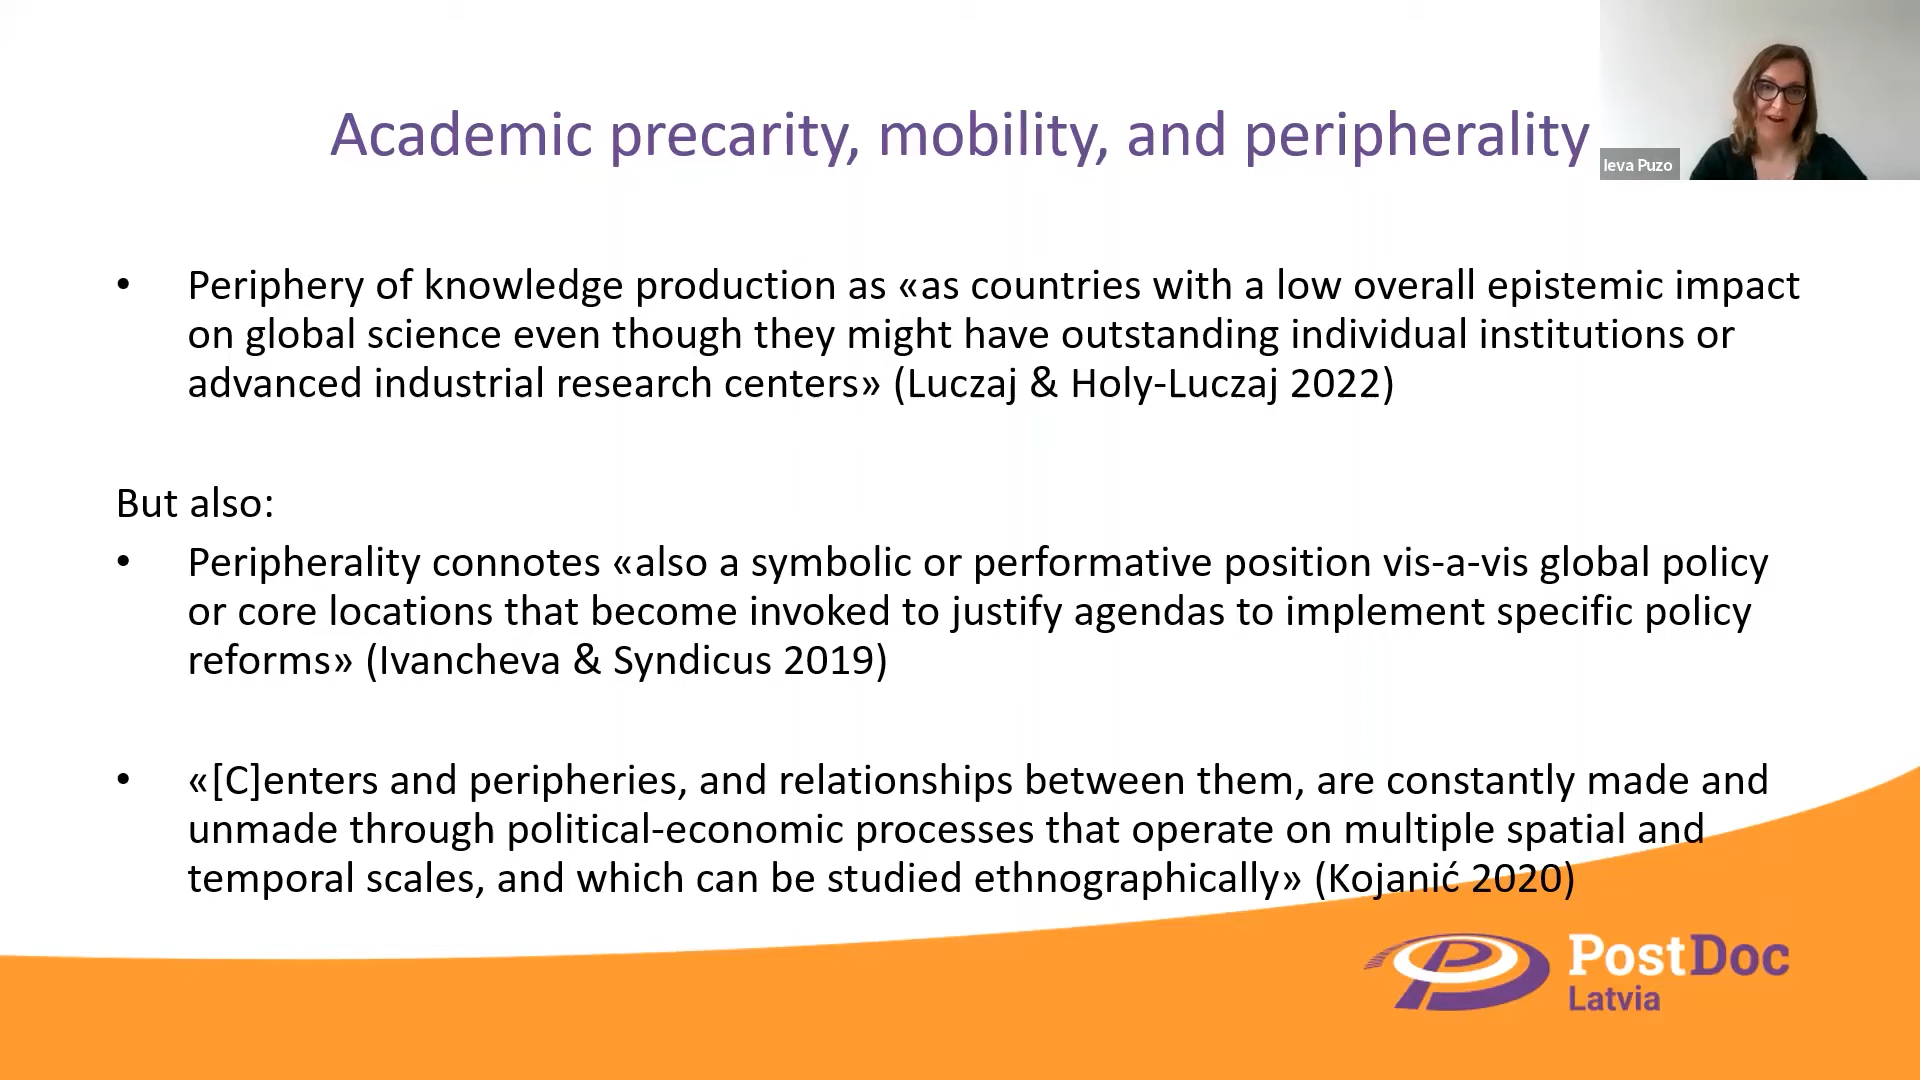 Academic precarity, mobility, and peripherality
Ieva Puzo
• Periphery of knowledge production as «as countries with a low overall epistemic impact
on global science even though they might have outstanding individual institutions or
advanced industrial research centers» (Luczaj & Holy-Luczaj 2022)
But also:
• Peripherality connotes «also a symbolic or performative position vis-a-vis global policy
or core locations that become invoked to justify agendas to implement specific policy
reforms» (Ivancheva & Syndicus 2019)
• «[C]enters and peripheries, and relationships between them, are constantly made and
unmade through political-economic processes that operate on multiple spatial and
temporal scales, and which can be studied ethnographically» (Kojanić 2020)
PostDoc
Latvia